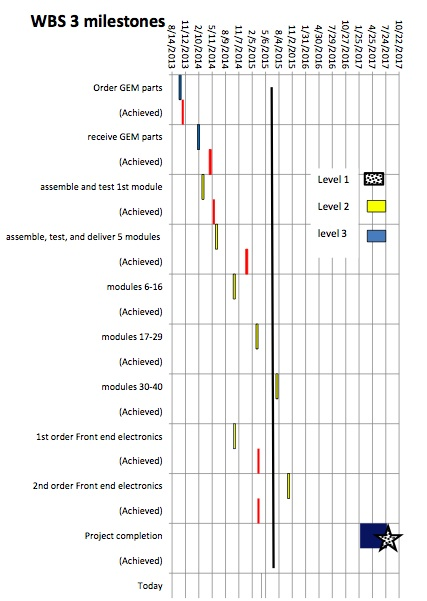 WBS 3 milestones
8/14/2013
11/12/2013
2/10/2014
5/11/2014
8/9/2014
11/7/2014
2/5/2015
5/6/2015
8/4/2015
11/2/2015
1/31/2016
4/30/2016
7/29/2016
10/27/2016
1/25/2017
4/25/2017
7/24/2017
10/22/2017
Order GEM parts
(Achieved)
receive GEM parts
(Achieved)
Level 1
assemble and test 1st module
Level 2
(Achieved)
level 3
assemble, test, and deliver 5 modules
(Achieved)
modules 6-16
(Achieved)
modules 17-29
(Achieved)
modules 30-40
(Achieved)
1st order Front end electronics
(Achieved)
2nd order Front end electronics
(Achieved)
Project completion
(Achieved)
Today